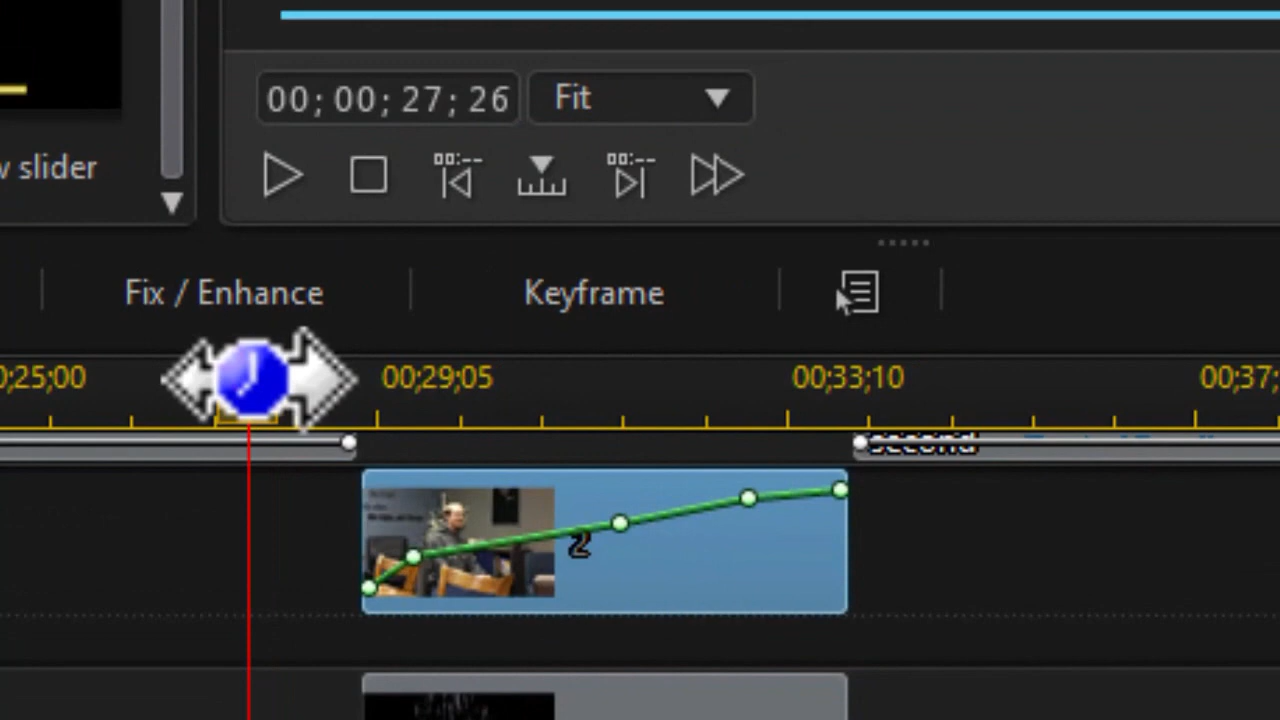 00; 00; 27; 26
Fit
slider
Fix / Enhance
Keyframe
;25;00
00;29;05
00;33;10
00;37;
second
2